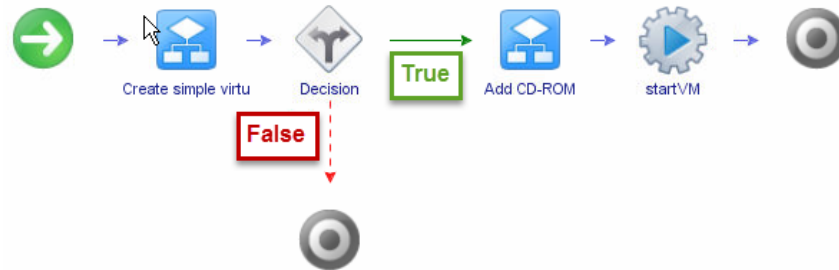 True
Create simple virtu
Decision
Add CD-ROM
startVM
False